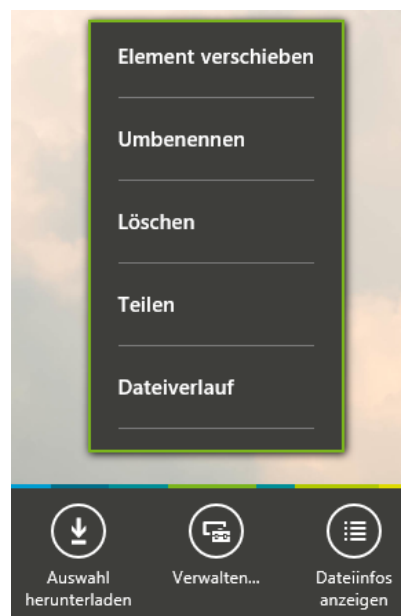 Element verschieben
Umbenennen
Löschen
Teilen
Dateiverlauf
Auswahl
herunterladen
Verwalten...
Dateiinfos
anzeigen